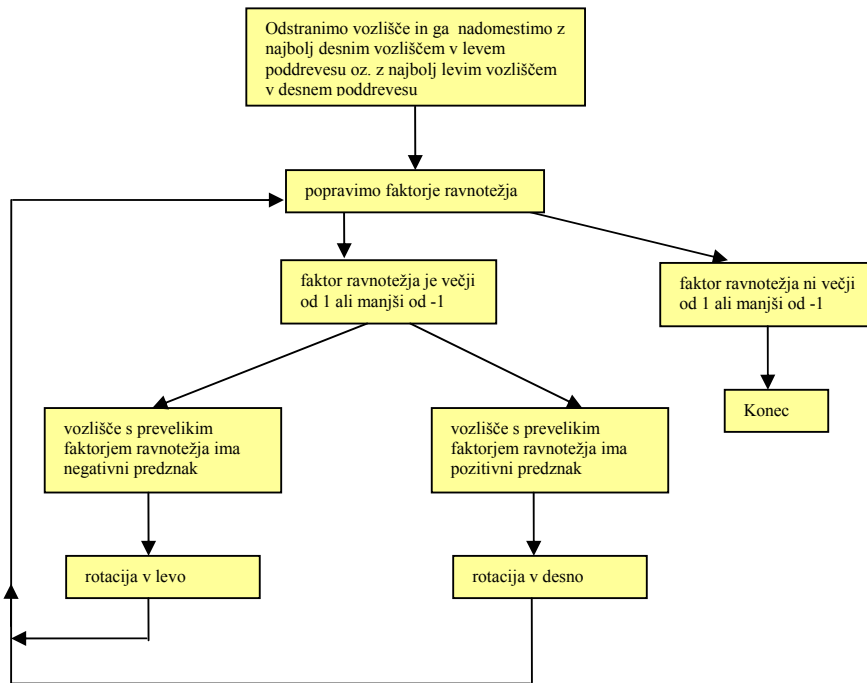 Odstranimo vozlišče in ga nadomestimo z
najbolj desnim vozliščem v levem
poddrevesu oz. z najbolj levim vozliščem
v desnem poddrevesu
popravimo faktorje ravnotežja
faktor ravnotežja je večji
od 1 ali manjši od -1
faktor ravnotežja ni večji
od 1 ali manjši od -1
Konec
vozlišče s prevelikim
faktorjem ravnotežja ima
negativni predznak
vozlišče s prevelikim
faktorjem ravnotežja ima
pozitivni predznak
rotacija v levo
rotacija v desno